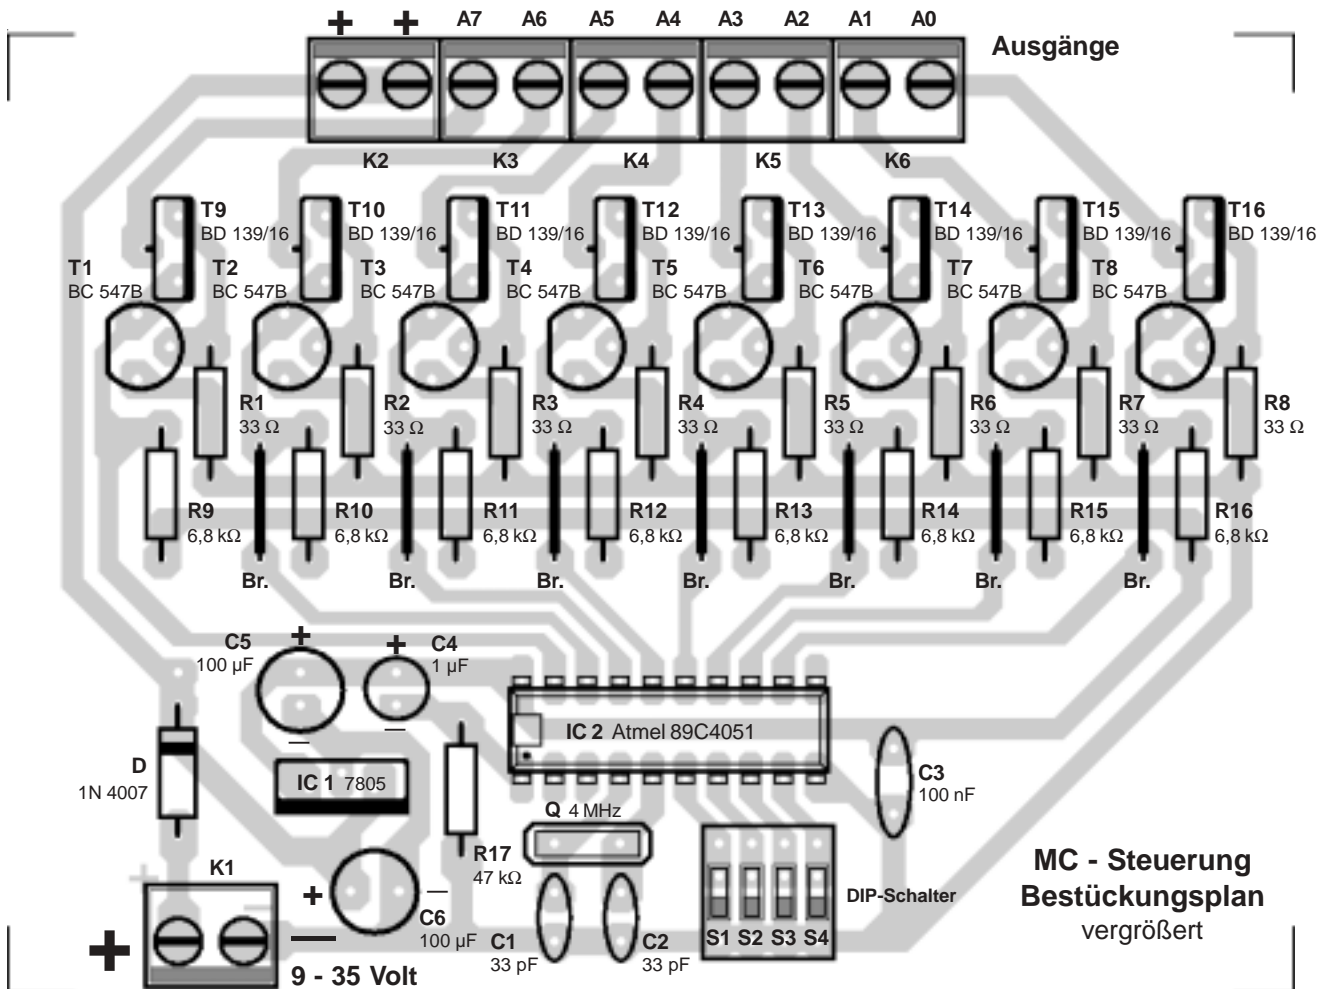 + + A7 A6 A5 A4 A3 A2 A1 A0
Ausgänge
K2 K3 K4 K5 K6
T9 T10 T11 T12 T13 T14 T15 T16
BD 139/16 BD 139/16 BD 139/16 BD 139/16 BD 139/16 BD 139/16 BD 139/16 BD 139/16
T1 T2 T3 T4 T5 T6 T7 T8
BC 547B BC 547B BC 547B BC 547B BC 547B BC 547B BC 547B BC 547B
R1 R2 R3 R4 R5 R6 R7 R8
33 Ω 33 Ω 33 Ω 33 Ω 33 Ω 33 Ω 33 Ω 33 Ω
R9 R10 R11 R12 R13 R14 R15 R16
6,8 kΩ 6,8 kΩ 6,8 kΩ 6,8 kΩ 6,8 kΩ 6,8 kΩ 6,8 kΩ 6,8 kΩ
Br. Br. Br. Br. Br. Br. Br.
C5 + + C4
100 µF 1 µF
— —
IC 2 Atmel 89C4051
D
1N 4007
IC 1 7805
C3
100 nF
Q 4 MHz
R17
47 kΩ
K1
+ —
C6
100 µF
DIP-Schalter
S1 S2 S3 S4
C1
33 pF
C2
33 pF
+ —
9 - 35 Volt
MC - Steuerung
Bestückungsplan
vergrößert